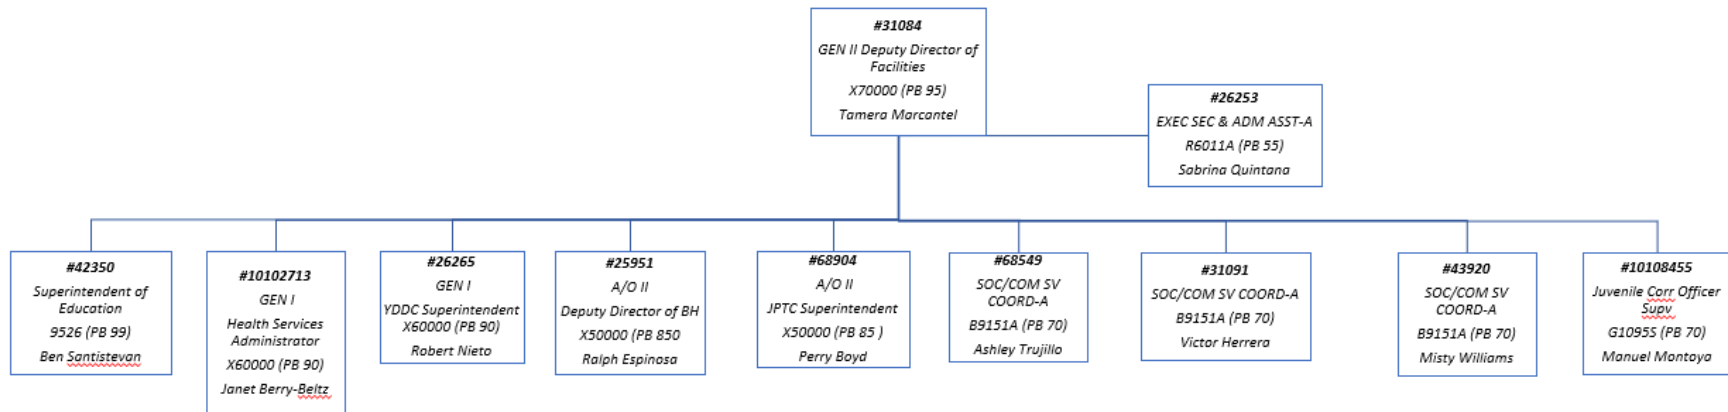 #31084
GEN II Deputy Director of
Facilities
X70000 (PB 95)
Tamera Marcantel
#26253
EXEC SEC & ADM ASST-A
R6011A (PB 55)
Sabrina Quintana
#42350
Superintendent of
Education
9526 (PB 99)
Ben Santistevan
#10102713
GEN I
Health Services
Administrator
X60000 (PB 90)
Janet Berry-Beltz
#26265
GEN I
YDDC Superintendent
X60000 (PB 90)
Robert Nieto
#25951
A/O II
Deputy Director of BH
X50000 (PB 850
Ralph Espinosa
#68904
A/O II
JPTC Superintendent
X50000 (PB 85 )
Perry Boyd
#68549
SOC/COM SV
COORD-A
B9151A (PB 70)
Ashley Trujillo
#31091
SOC/COM SV COORD-A
B9151A (PB 70)
Victor Herrera
#43920
SOC/COM SV
COORD-A
B9151A (PB 70)
Misty Williams
#10108455
Juvenile Corr Officer
Supv
G1095S (PB 70)
Manuel Montoya